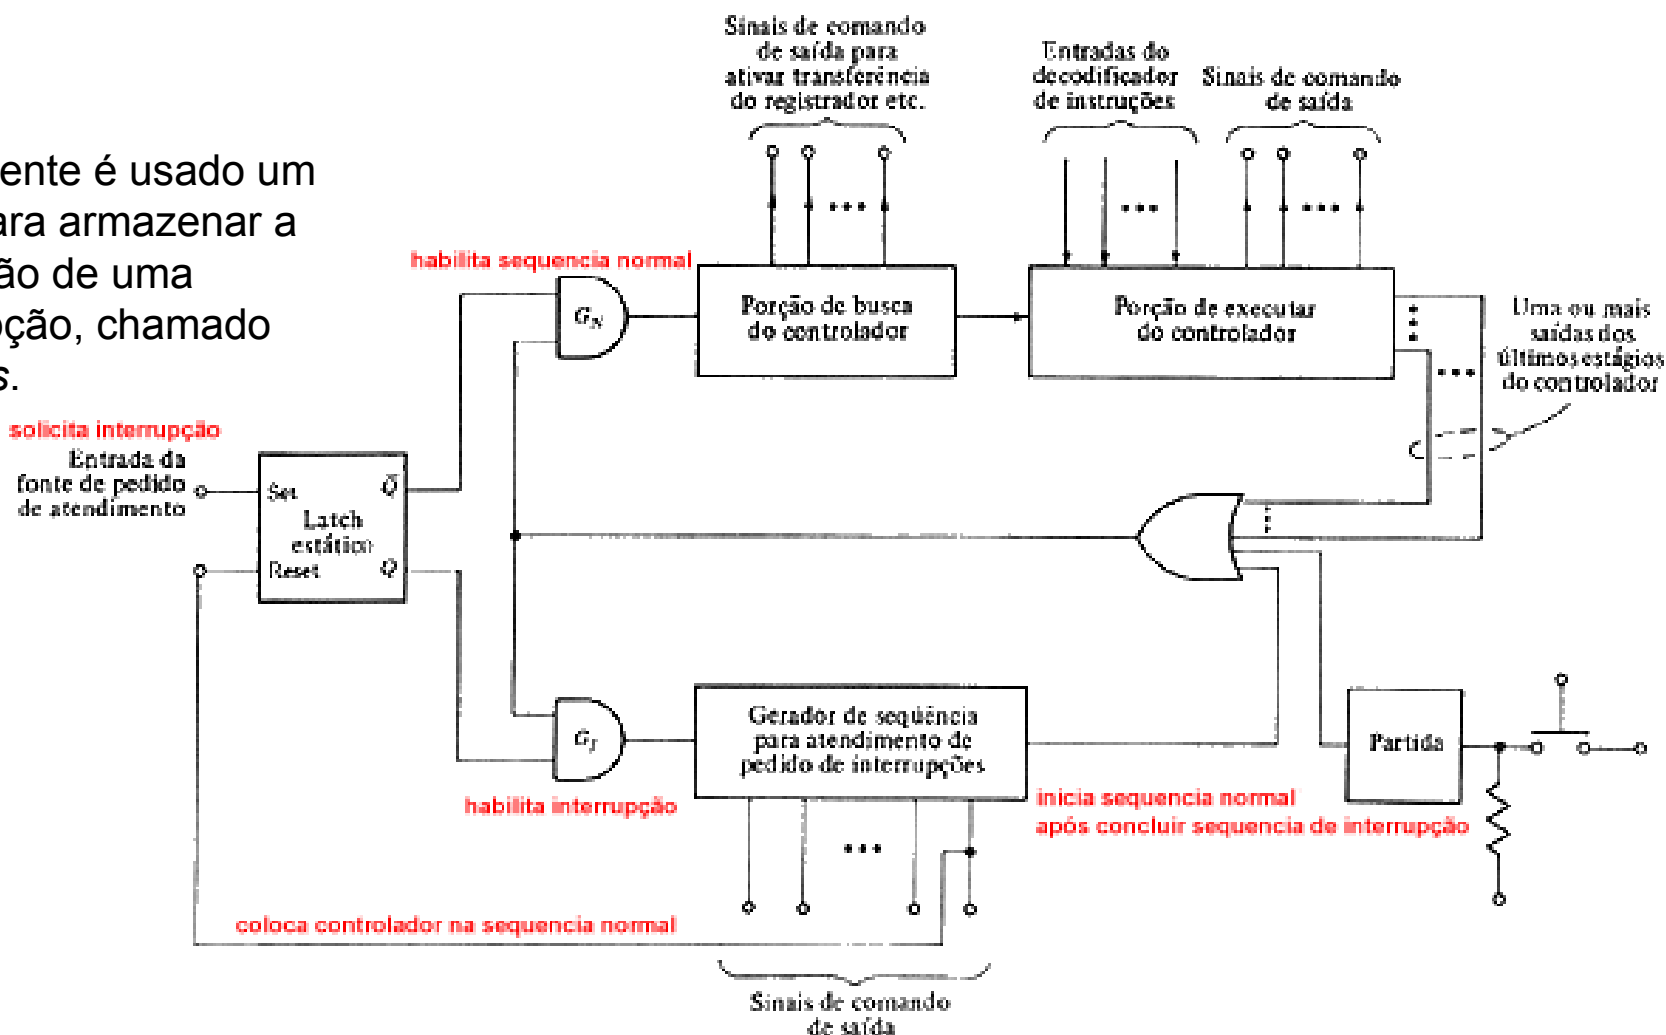 Sinais de comando
de saída para
ativar transferência
do registrador etc.
Entradas do
decodificador
de instruções
Sinais de comando
de saída
ente é usado um
ara armazenar a
ão de uma
pção, chamado
s.
habilita sequencia normal
G_N
Porção de busca
do controlador
Porção de executar
do controlador
Uma ou mais
saídas dos
últimos estágios
do controlador
solicita interrupção
Entrada da
fonte de pedido
de atendimento
Set
Q̄
Latch
estático
Reset
Q
G_I
Gerador de seqüência
para atendimento de
pedido de interrupções
Partida
habilita interrupção
inicia sequencia normal
após concluir sequencia de interrupção
coloca controlador na sequencia normal
Sinais de comando
de saída